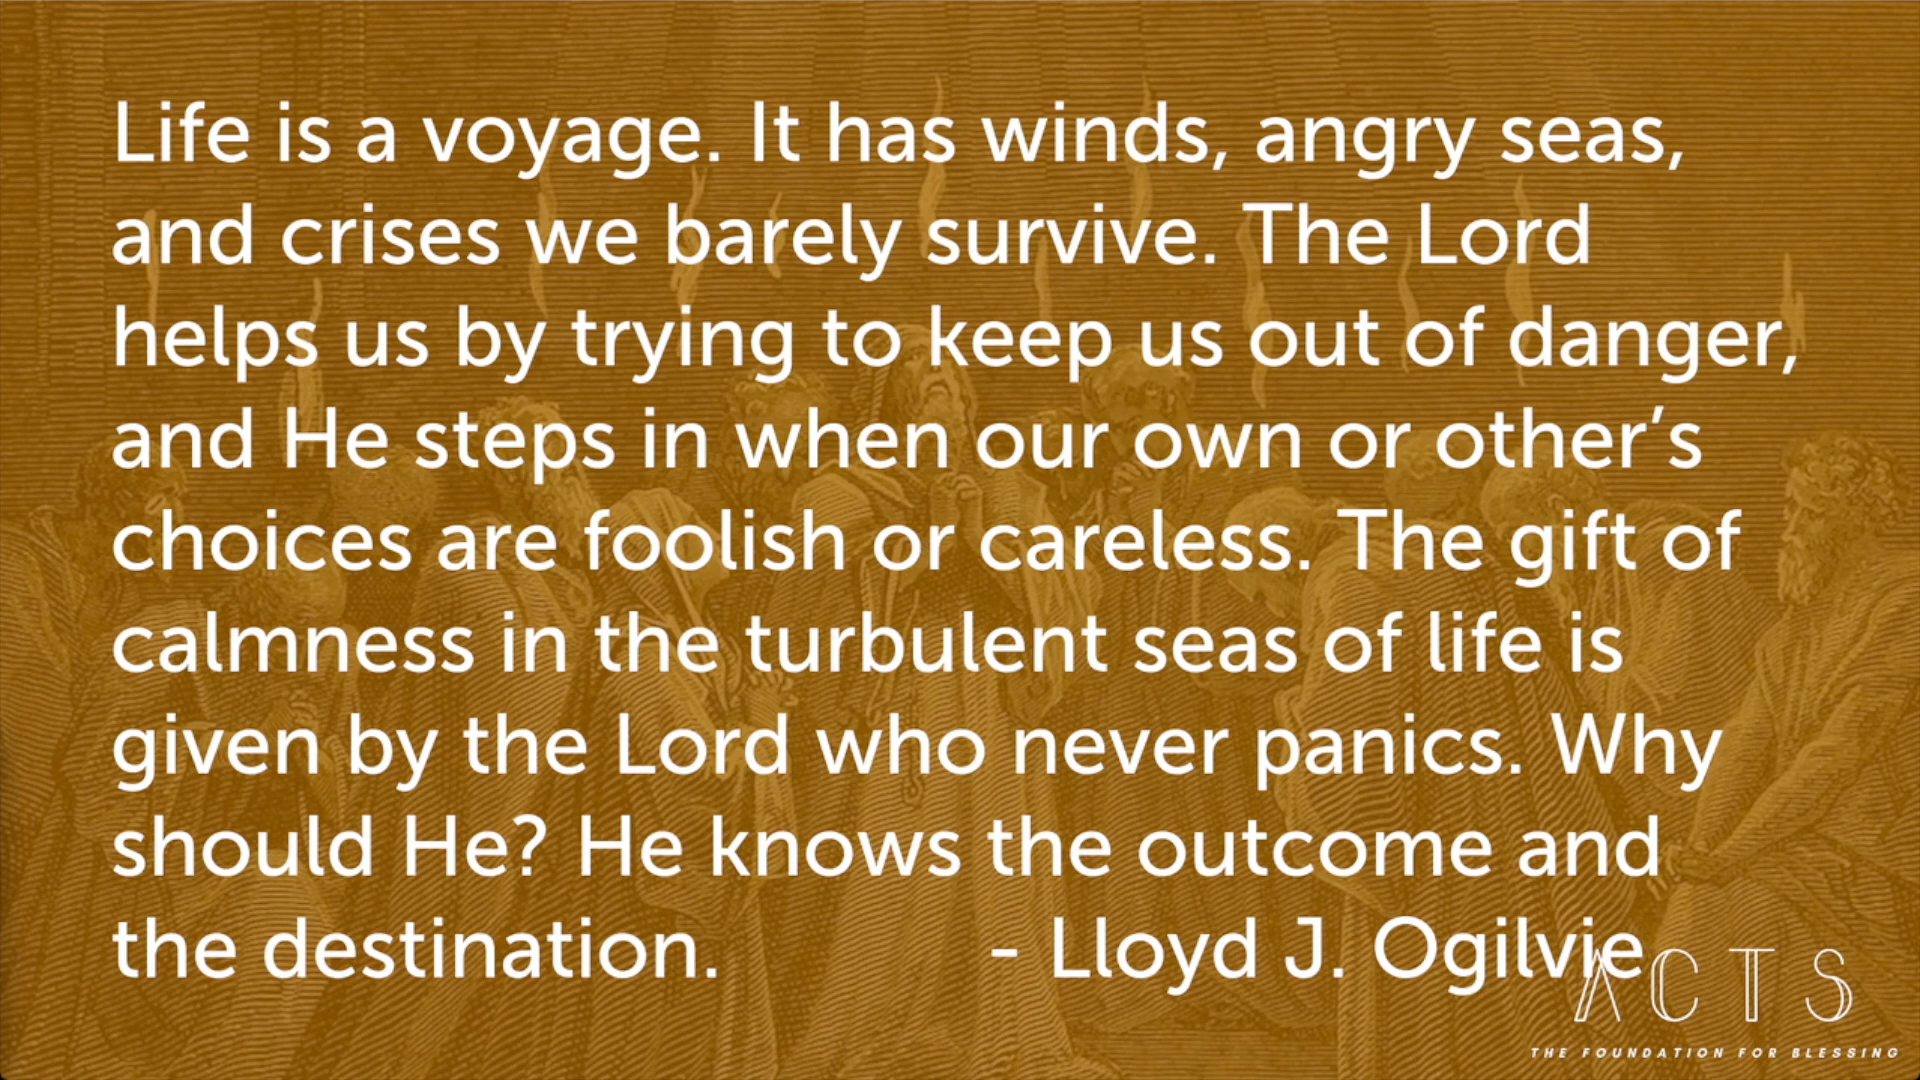 Life is a voyage. It has winds, angry seas,
and crises we barely survive. The Lord
helps us by trying to keep us out of danger,
and He steps in when our own or other’s
choices are foolish or careless. The gift of
calmness in the turbulent seas of life is
given by the Lord who never panics. Why
should He? He knows the outcome and
the destination. - Lloyd J. Ogilvie
ACTS
THE FOUNDATION FOR BLESSING